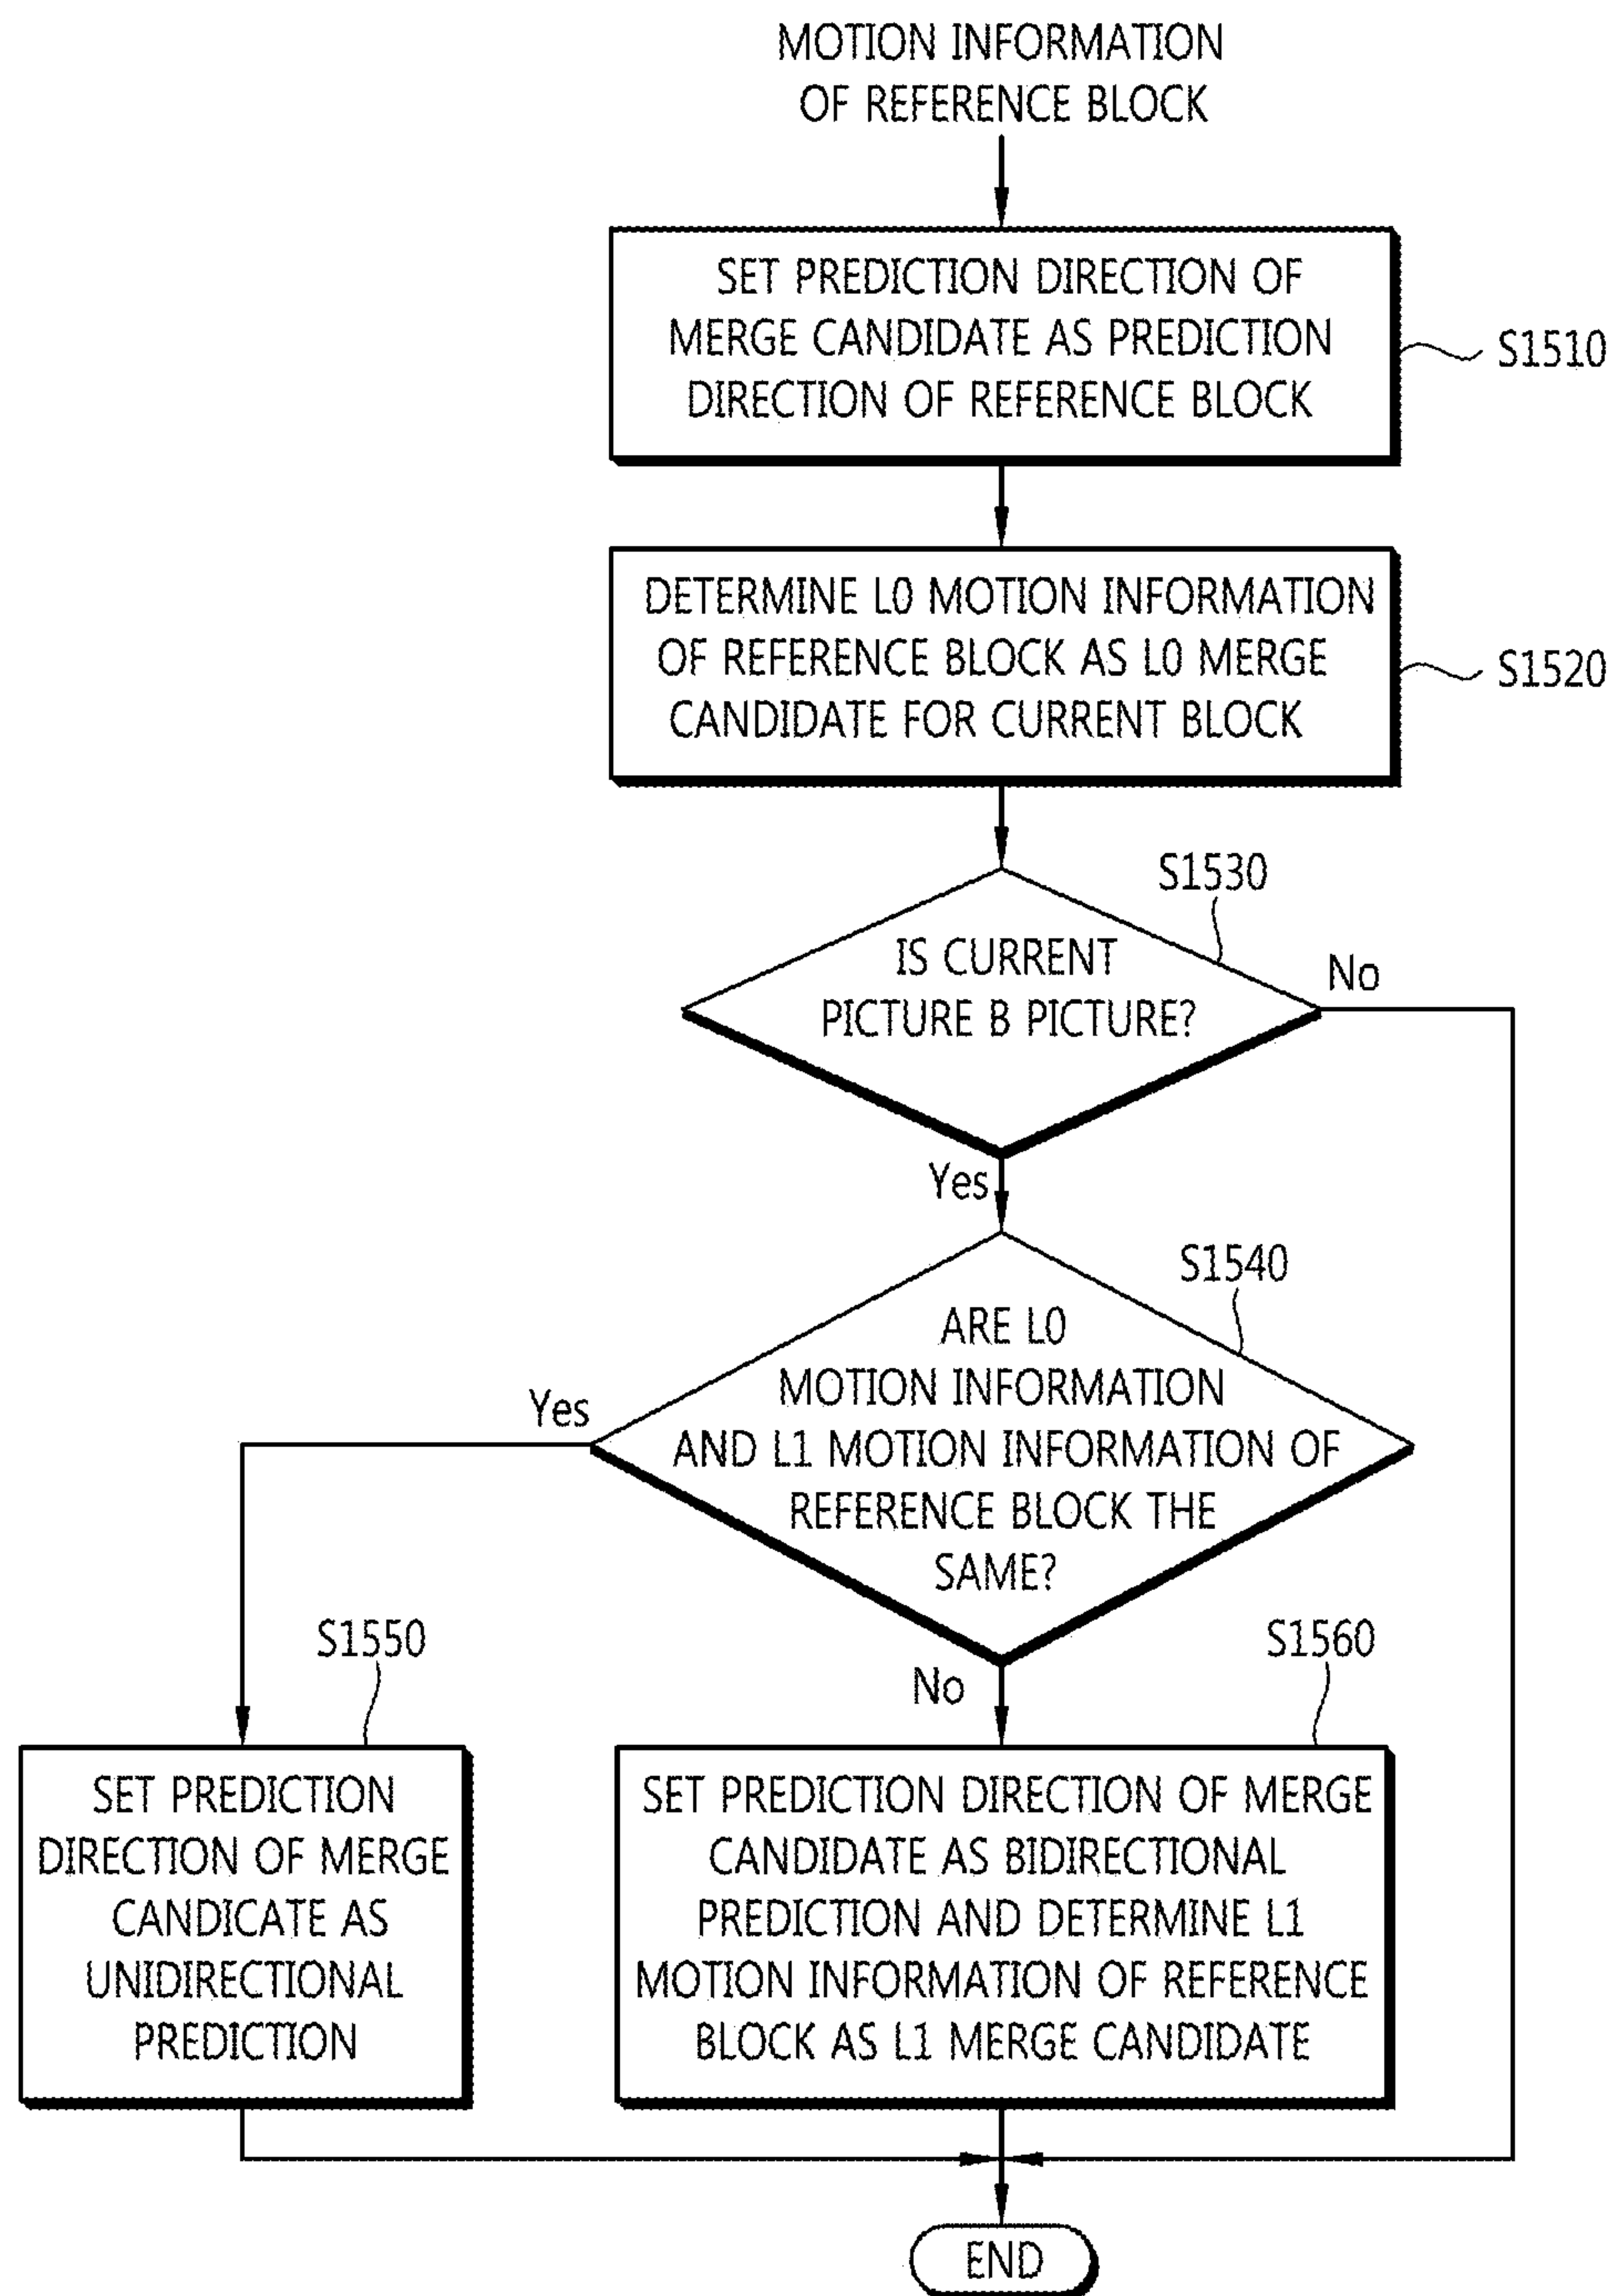 MOTION INFORMATION
OF REFERENCE BLOCK
SET PREDICTION DIRECTION OF
MERGE CANDIDATE AS PREDICTION
DIRECTION OF REFERENCE BLOCK
S1510
DETERMINE L0 MOTION INFORMATION
OF REFERENCE BLOCK AS L0 MERGE
CANDIDATE FOR CURRENT BLOCK
S1520
S1530
IS CURRENT
PICTURE B PICTURE?
No
Yes
S1540
ARE L0
MOTION INFORMATION
AND L1 MOTION INFORMATION OF
REFERENCE BLOCK THE
SAME?
Yes
No
S1550
SET PREDICTION
DIRECTION OF MERGE
CANDICATE AS
UNIDIRECTIONAL
PREDICTION
S1560
SET PREDICTION DIRECTION OF MERGE
CANDIDATE AS BIDIRECTIONAL
PREDICTION AND DETERMINE L1
MOTION INFORMATION OF REFERENCE
BLOCK AS L1 MERGE CANDIDATE
END